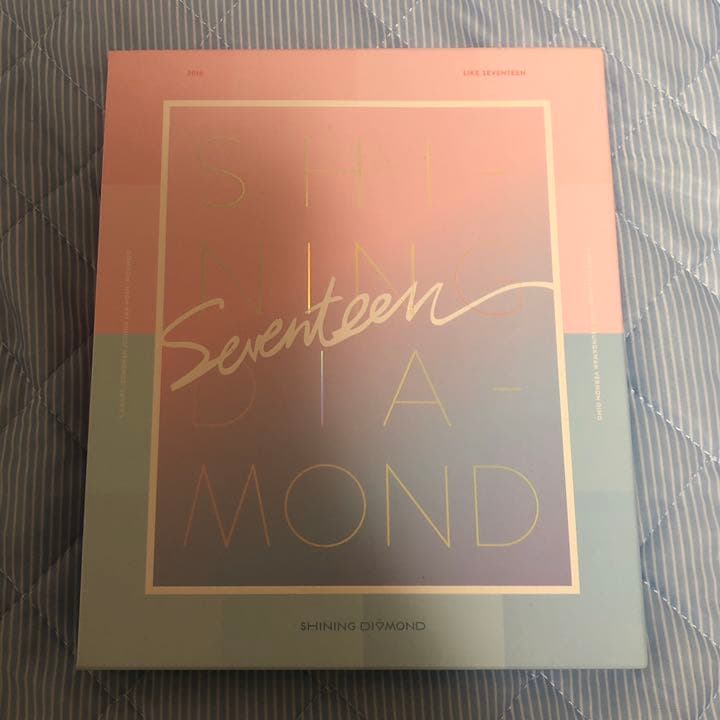 2016
LIKE SEVENTEEN
SHI-
NING
Seventeen
DIA-
MOND
SHINING DIAMOND